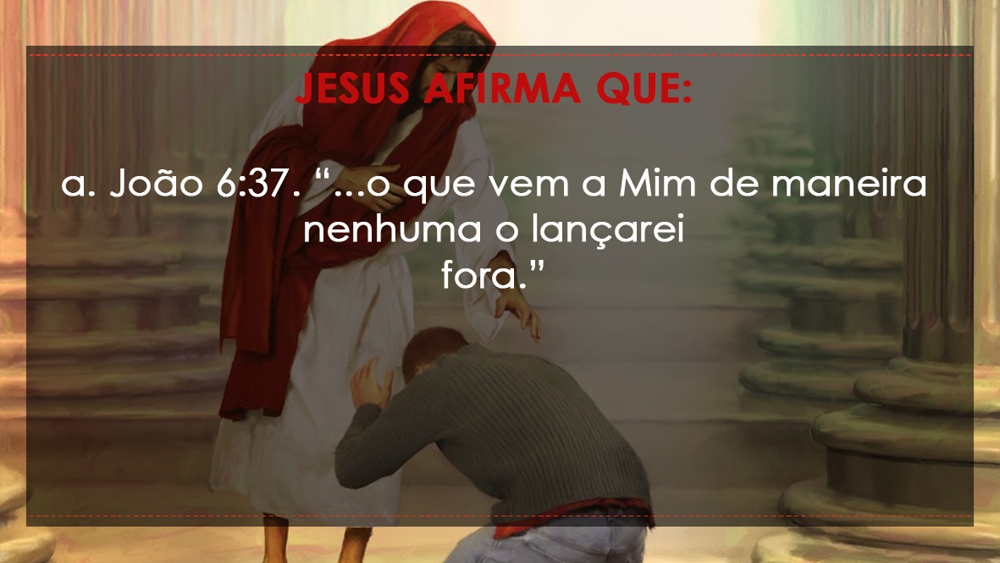 JESUS AFIRMA QUE:
a. João 6:37. “...o que vem a Mim de maneira
nenhuma o lançarei
fora.”